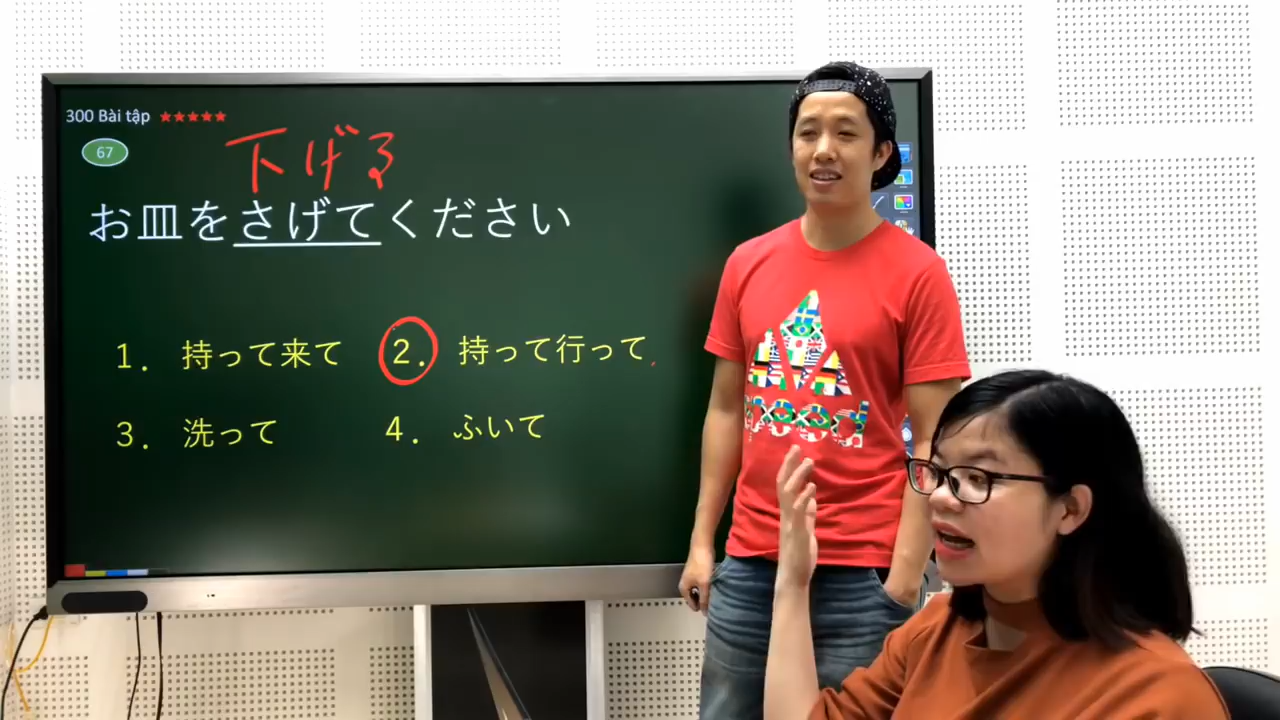 300 Bài tập ★★★★★
67
下げる
お皿をさげてください
1. 持って来て
2. 持って行って
3. 洗って
4. ふいて